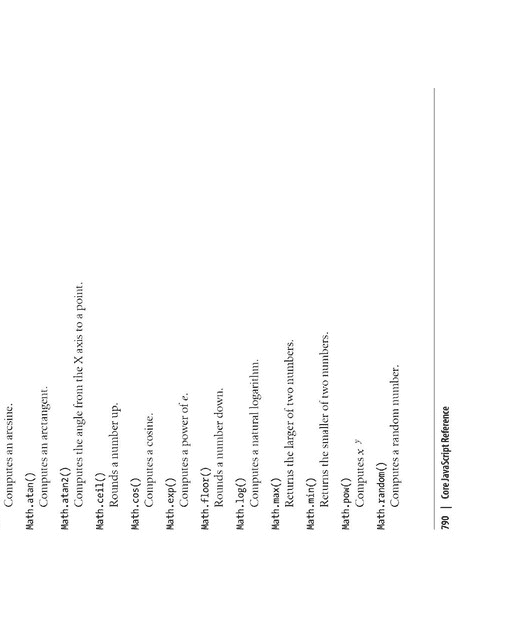 Computes an arcsine.
Math.atan()
Computes an arctangent.
Math.atan2()
Computes the angle from the X axis to a point.
Math.ceil()
Rounds a number up.
Math.cos()
Computes a cosine.
Math.exp()
Computes a power of e.
Math.floor()
Rounds a number down.
Math.log()
Computes a natural logarithm.
Math.max()
Returns the larger of two numbers.
Math.min()
Returns the smaller of two numbers.
Math.pow()
Computes x y
Math.random()
Computes a random number.
790 | Core JavaScript Reference